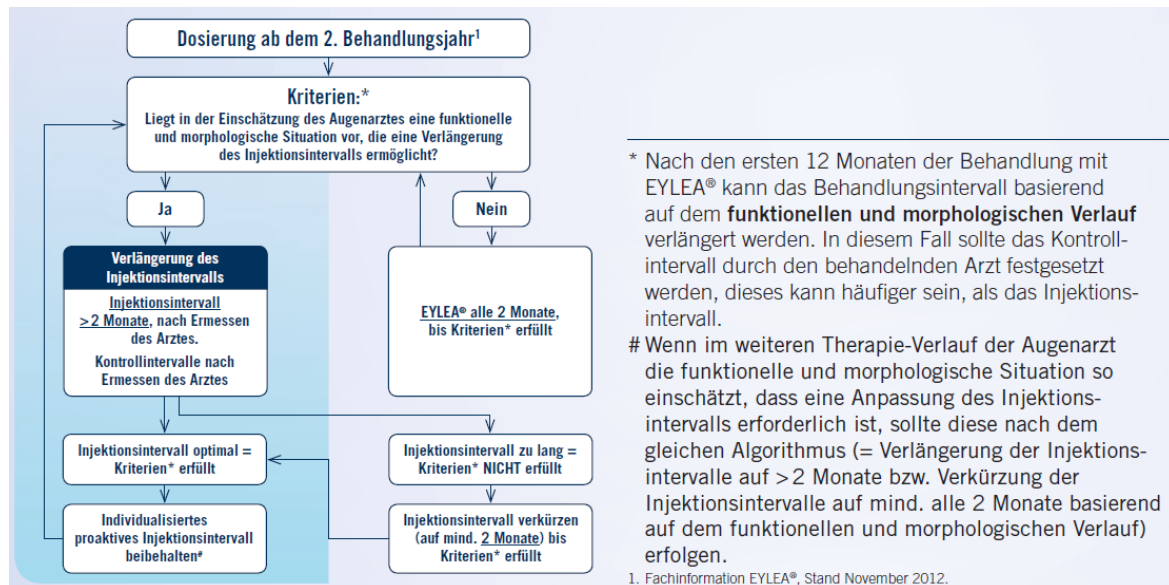 Dosierung ab dem 2. Behandlungsjahr¹
Kriterien:*
Liegt in der Einschätzung des Augenarztes eine funktionelle
und morphologische Situation vor, die eine Verlängerung
des Injektionsintervalls ermöglicht?
Ja
Nein
Verlängerung des
Injektionsintervalls
Injektionsintervall
>2 Monate, nach Ermessen
des Arztes.
Kontrollintervalle nach
Ermessen des Arztes
EYLEA® alle 2 Monate,
bis Kriterien* erfüllt
Injektionsintervall optimal =
Kriterien* erfüllt
Injektionsintervall zu lang =
Kriterien* NICHT erfüllt
Individualisiertes
proaktives Injektionsintervall
beibehalten#
Injektionsintervall verkürzen
(auf mind. 2 Monate) bis
Kriterien* erfüllt
* Nach den ersten 12 Monaten der Behandlung mit
EYLEA® kann das Behandlungsintervall basierend
auf dem funktionellen und morphologischen Verlauf
verlängert werden. In diesem Fall sollte das Kontroll-
intervall durch den behandelnden Arzt festgesetzt
werden, dieses kann häufiger sein, als das Injektions-
intervall.
# Wenn im weiteren Therapie-Verlauf der Augenarzt
die funktionelle und morphologische Situation so
einschätzt, dass eine Anpassung des Injektions-
intervalls erforderlich ist, sollte diese nach dem
gleichen Algorithmus (= Verlängerung der Injektions-
intervalle auf >2 Monate bzw. Verkürzung der
Injektionsintervalle auf mind. alle 2 Monate basierend
auf dem funktionellen und morphologischen Verlauf)
erfolgen.
1. Fachinformation EYLEA®, Stand November 2012.